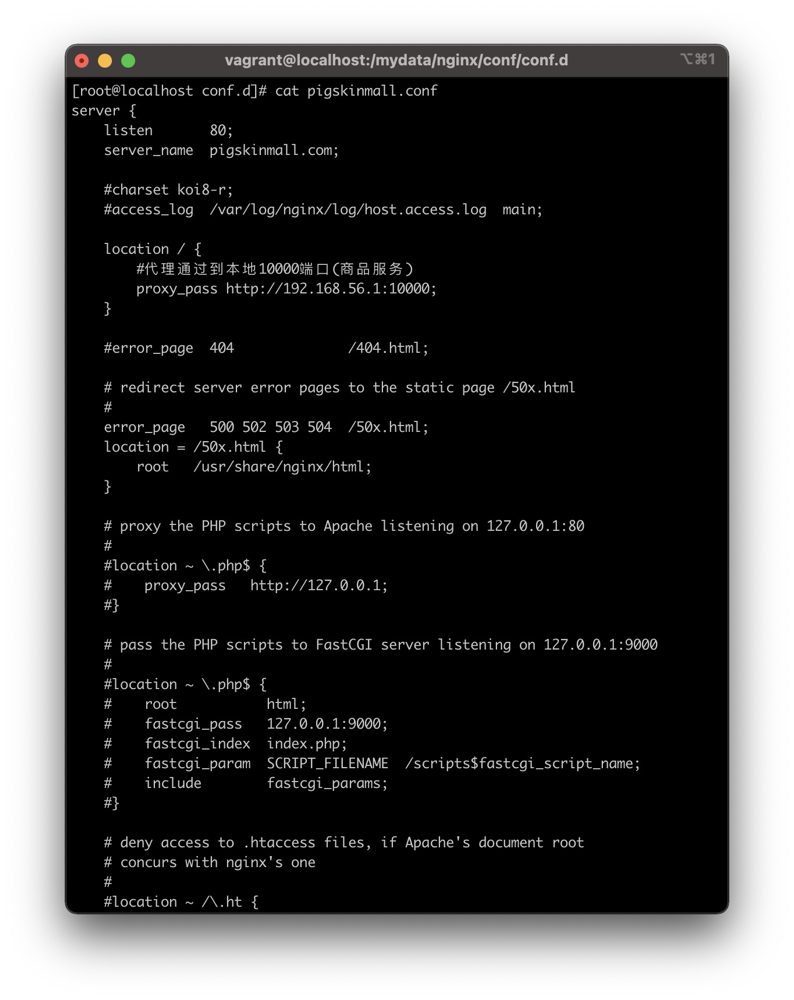 vagrant@localhost:/mydata/nginx/conf/conf.d ⌥⌘1
[root@localhost conf.d]# cat pigskinmall.conf
server {
    listen       80;
    server_name  pigskinmall.com;

    #charset koi8-r;
    #access_log  /var/log/nginx/log/host.access.log  main;

    location / {
        #代理通过到本地10000端口(商品服务)
        proxy_pass http://192.168.56.1:10000;
    }

    #error_page  404              /404.html;

    # redirect server error pages to the static page /50x.html
    #
    error_page   500 502 503 504  /50x.html;
    location = /50x.html {
        root   /usr/share/nginx/html;
    }

    # proxy the PHP scripts to Apache listening on 127.0.0.1:80
    #
    #location ~ \.php$ {
    #    proxy_pass   http://127.0.0.1;
    #}

    # pass the PHP scripts to FastCGI server listening on 127.0.0.1:9000
    #
    #location ~ \.php$ {
    #    root           html;
    #    fastcgi_pass   127.0.0.1:9000;
    #    fastcgi_index  index.php;
    #    fastcgi_param  SCRIPT_FILENAME  /scripts$fastcgi_script_name;
    #    include        fastcgi_params;
    #}

    # deny access to .htaccess files, if Apache's document root
    # concurs with nginx's one
    #
    #location ~ /\.ht {